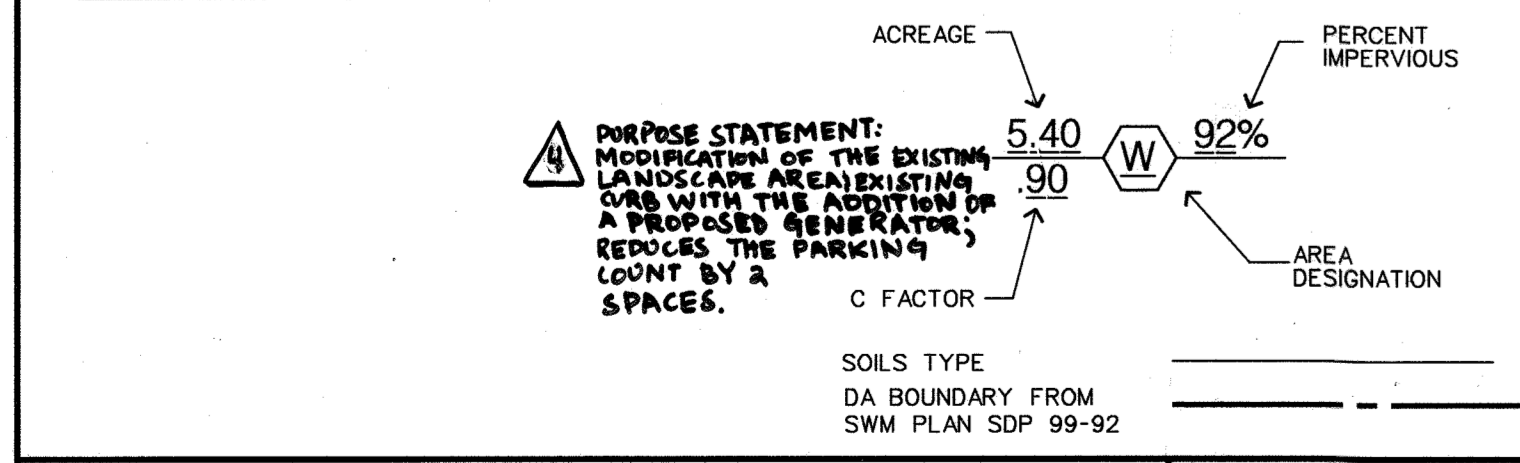 ACREAGE
PERCENT
IMPERVIOUS
5.40
W
92%
.90
4
PURPOSE STATEMENT:
MODIFICATION OF THE EXISTING
LANDSCAPE AREA/EXISTING
CURB WITH THE ADDITION OF
A PROPOSED GENERATOR;
REDUCES THE PARKING
COUNT BY 2
SPACES.
C FACTOR
AREA
DESIGNATION
SOILS TYPE
DA BOUNDARY FROM
SWM PLAN SDP 99-92